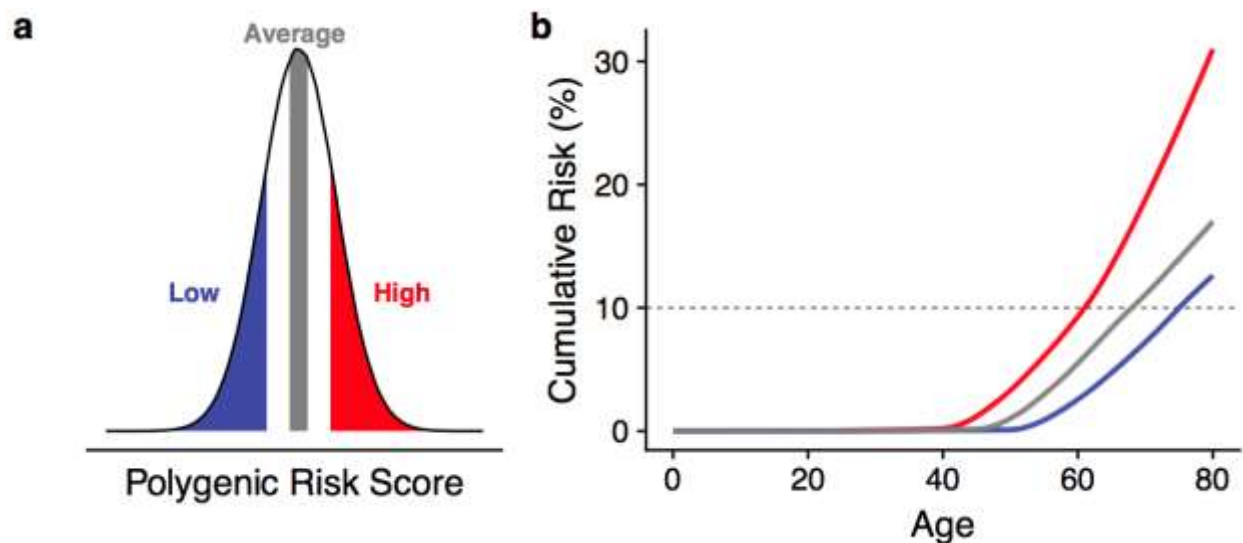 a
Average
Low
High
Polygenic Risk Score
b
Cumulative Risk (%)
30
20
10
0
0 20 40 60 80
Age